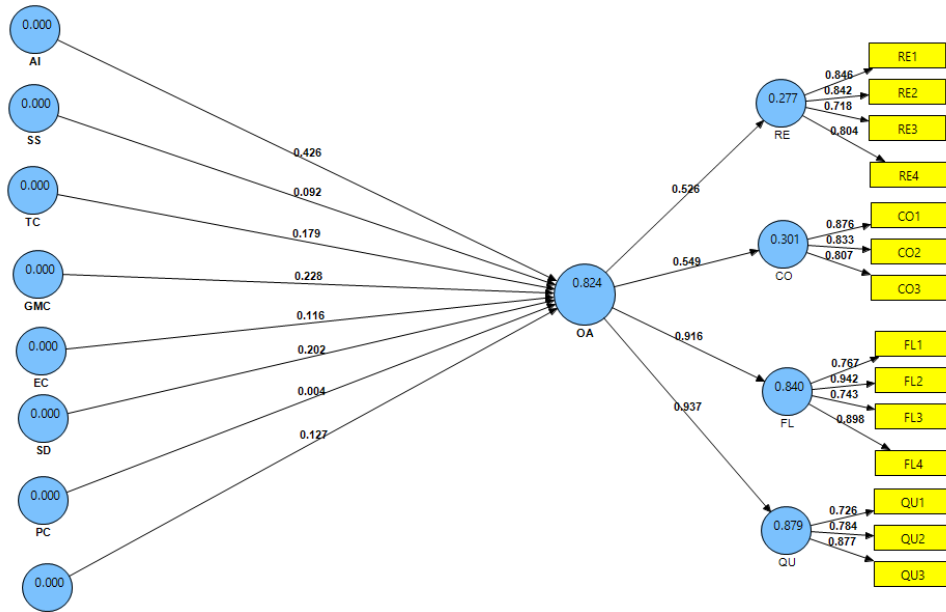 0.000
AI
0.000
SS
0.000
TC
0.000
GMC
0.000
EC
0.000
SD
0.000
PC
0.000
0.426
0.092
0.179
0.228
0.116
0.202
0.004
0.127
0.824
OA
0.526
0.549
0.916
0.937
0.277
RE
0.846
0.842
0.718
0.804
RE1
RE2
RE3
RE4
0.301
CO
0.876
0.833
0.807
CO1
CO2
CO3
0.840
FL
0.767
0.942
0.743
0.898
FL1
FL2
FL3
FL4
0.879
QU
0.726
0.784
0.877
QU1
QU2
QU3